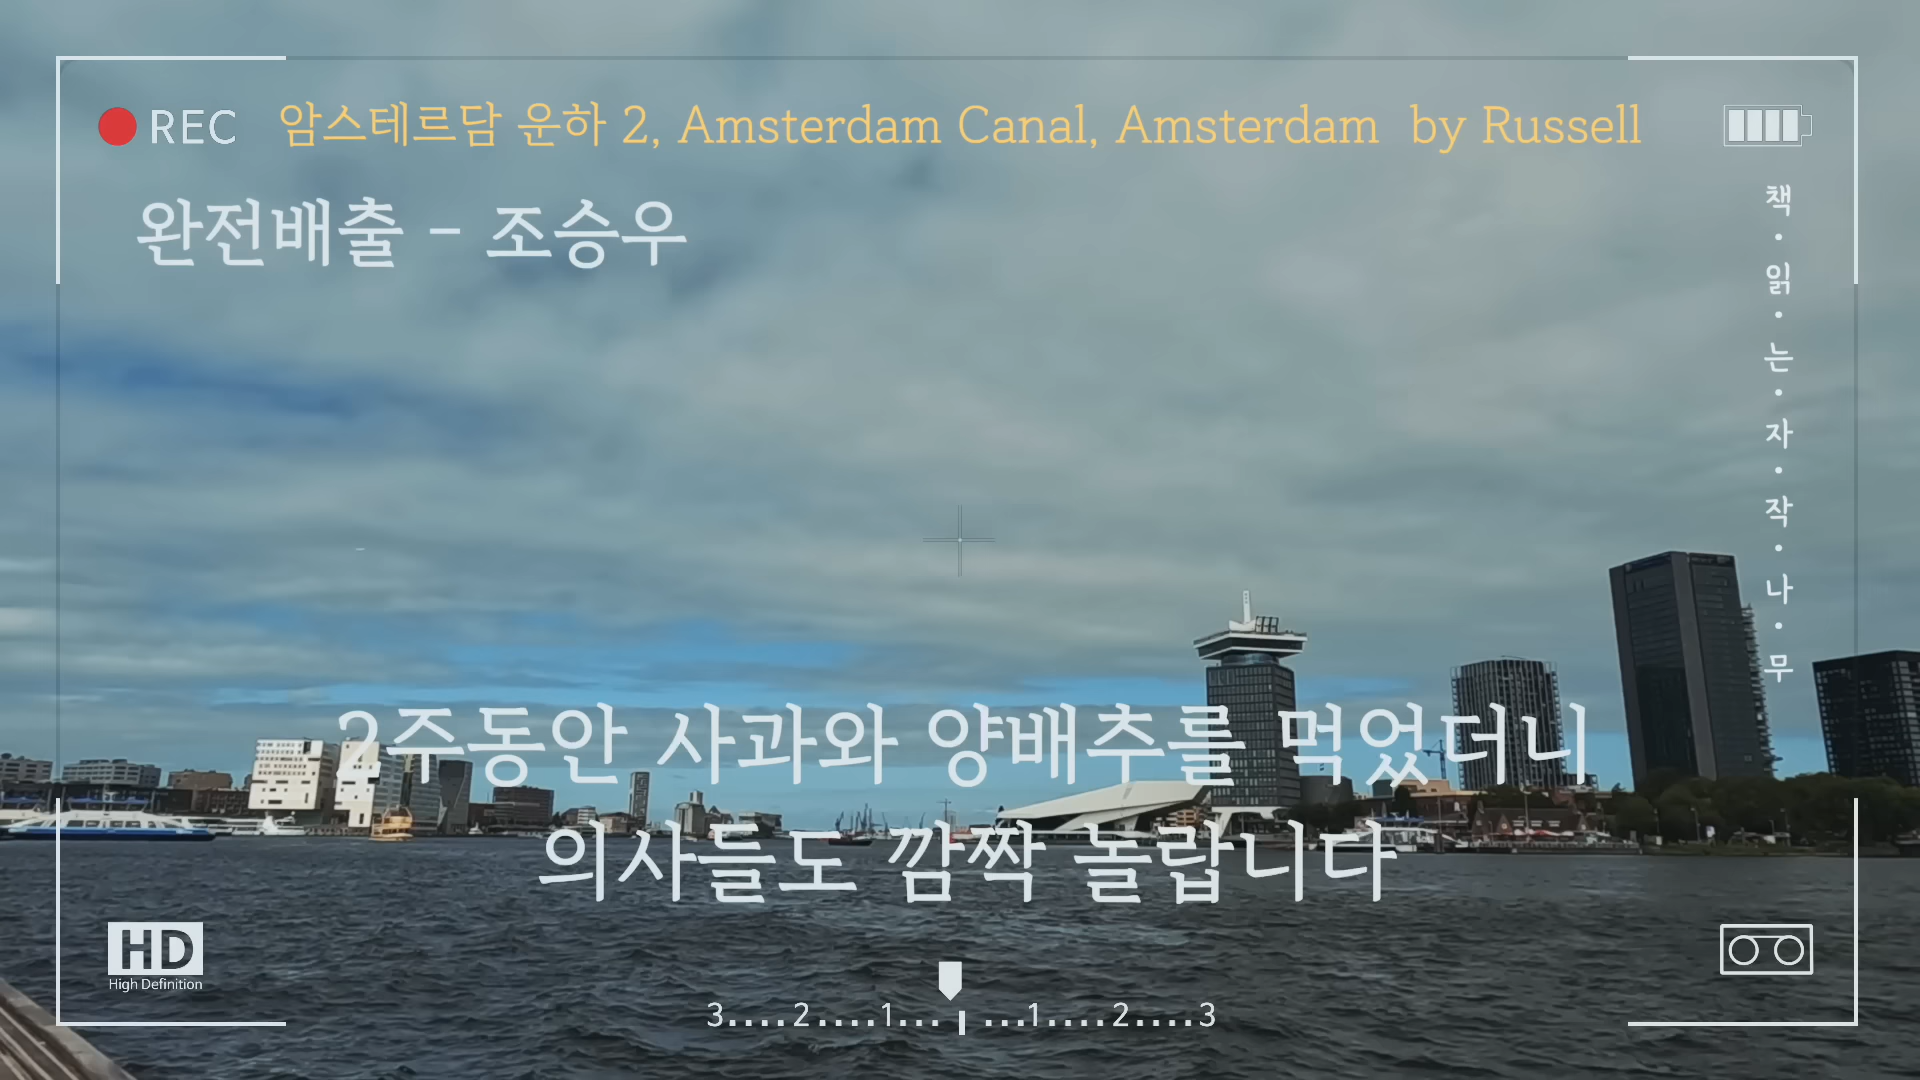 REC
암스테르담 운하 2, Amsterdam Canal, Amsterdam by Russell
완전배출 - 조승우
책·읽·는·자·작·나·무
2주동안 사과와 양배추를 먹었더니
의사들도 깜짝 놀랍니다
HD
High Definition
3....2....1... ...1....2....3